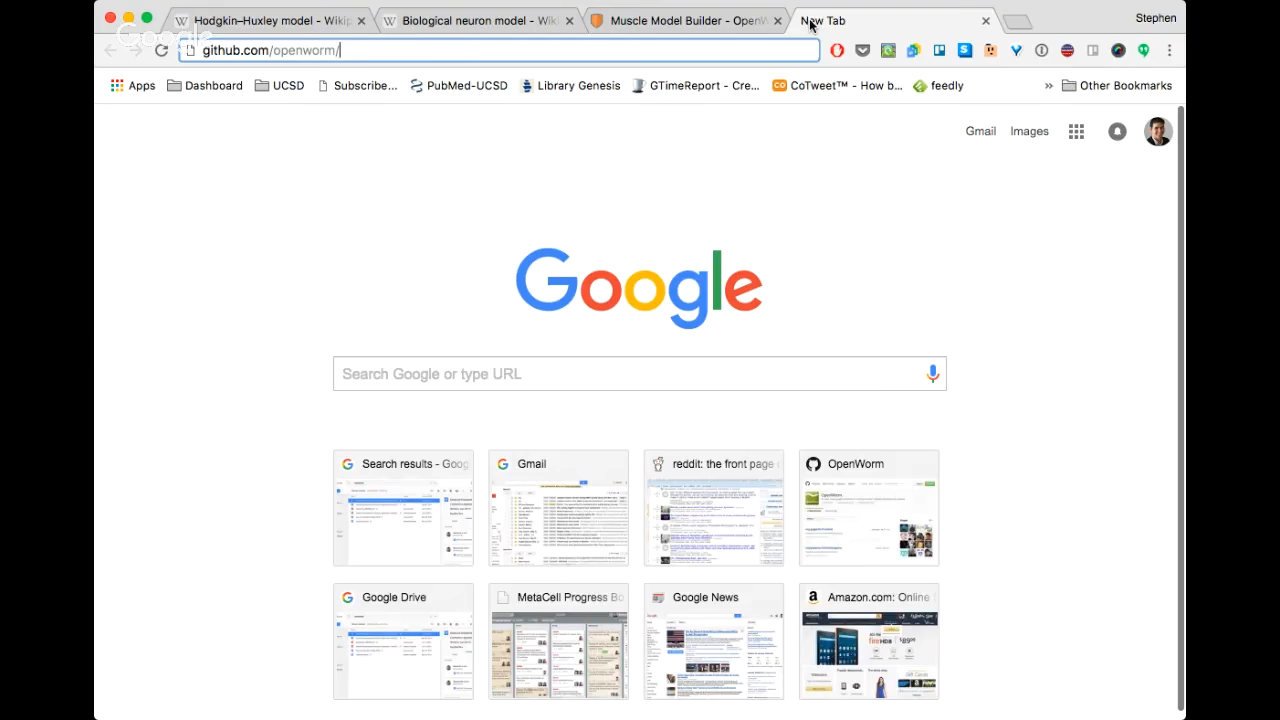 Hodgkin–Huxley model - Wikip
Biological neuron model - Wiki
Muscle Model Builder - OpenW
New Tab
Stephen
Google
github.com/openworm/
Apps
Dashboard
UCSD
Subscribe...
PubMed-UCSD
Library Genesis
GTimeReport - Cre...
CoTweet™ - How b...
feedly
»
Other Bookmarks
Gmail
Images
Google
Search Google or type URL
Search results - Goog
Gmail
reddit: the front page o
OpenWorm
Google Drive
MetaCell Progress Bo
Google News
Amazon.com: Online